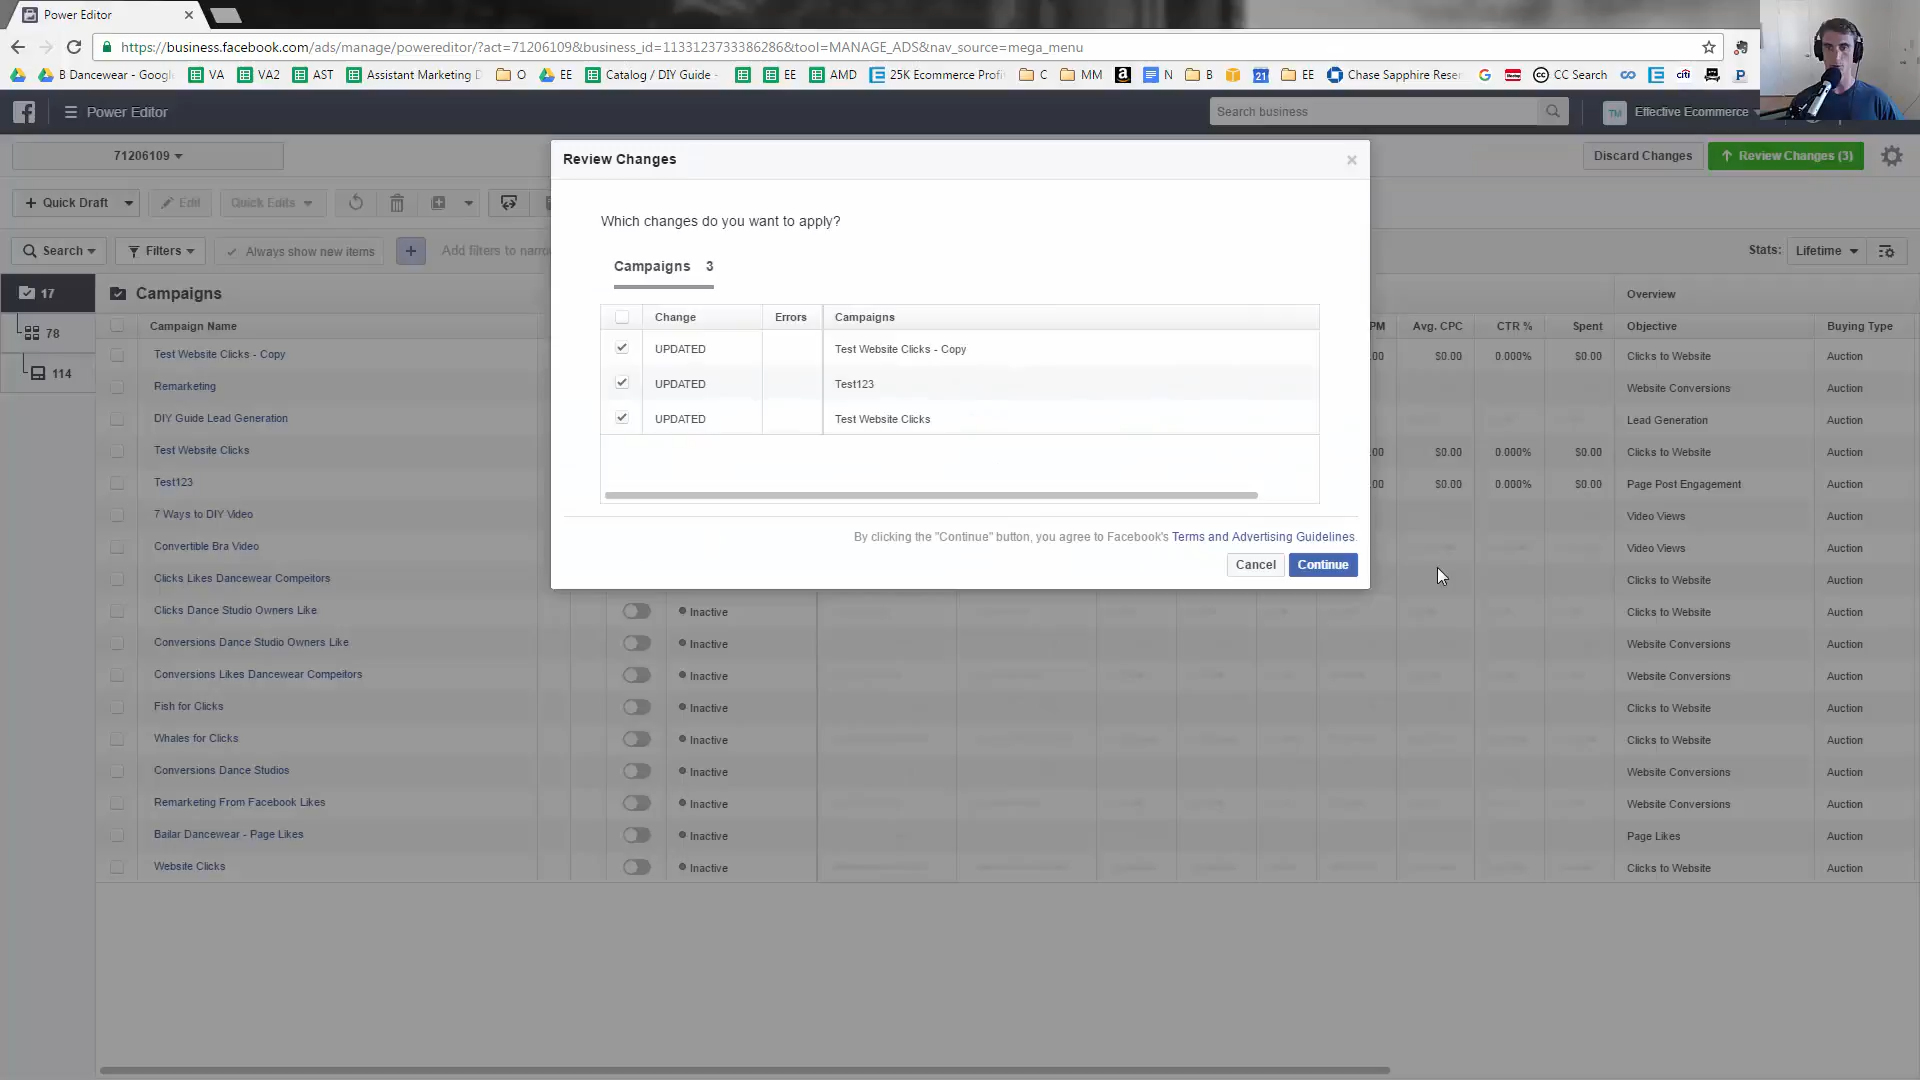 Power Editor
https://business.facebook.com/ads/manage/powereditor/?act=71206109&business_id=1133123733386286&tool=MANAGE_ADS&nav_source=mega_menu
B Dancewear - Googl VA VA2 AST Assistant Marketing D O EE Catalog / DIY Guide - EE AMD 25K Ecommerce Profi C MM N B 21 EE Chase Sapphire Rese CC Search citi
Power Editor Search business TM Effective Ecommerce
71206109 Discard Changes Review Changes (3)
+ Quick Draft Edit Quick Edits
Search Filters Always show new items + Add filters to narro Stats: Lifetime
Review Changes
Which changes do you want to apply?
Campaigns 3
Change Errors Campaigns
UPDATED Test Website Clicks - Copy
UPDATED Test123
UPDATED Test Website Clicks
By clicking the "Continue" button, you agree to Facebook's Terms and Advertising Guidelines.
Cancel Continue
17
78
114
Campaigns Overview
Campaign Name PM Avg. CPC CTR % Spent Objective Buying Type
Test Website Clicks - Copy .00 $0.00 0.000% $0.00 Clicks to Website Auction
Remarketing Website Conversions Auction
DIY Guide Lead Generation Lead Generation Auction
Test Website Clicks .00 $0.00 0.000% $0.00 Clicks to Website Auction
Test123 .00 $0.00 0.000% $0.00 Page Post Engagement Auction
7 Ways to DIY Video Video Views Auction
Convertible Bra Video Video Views Auction
Clicks Likes Dancewear Compeitors Clicks to Website Auction
Clicks Dance Studio Owners Like Inactive Clicks to Website Auction
Conversions Dance Studio Owners Like Inactive Website Conversions Auction
Conversions Likes Dancewear Compeitors Inactive Website Conversions Auction
Fish for Clicks Inactive Clicks to Website Auction
Whales for Clicks Inactive Clicks to Website Auction
Conversions Dance Studios Inactive Website Conversions Auction
Remarketing From Facebook Likes Inactive Website Conversions Auction
Bailar Dancewear - Page Likes Inactive Page Likes Auction
Website Clicks Inactive Clicks to Website Auction